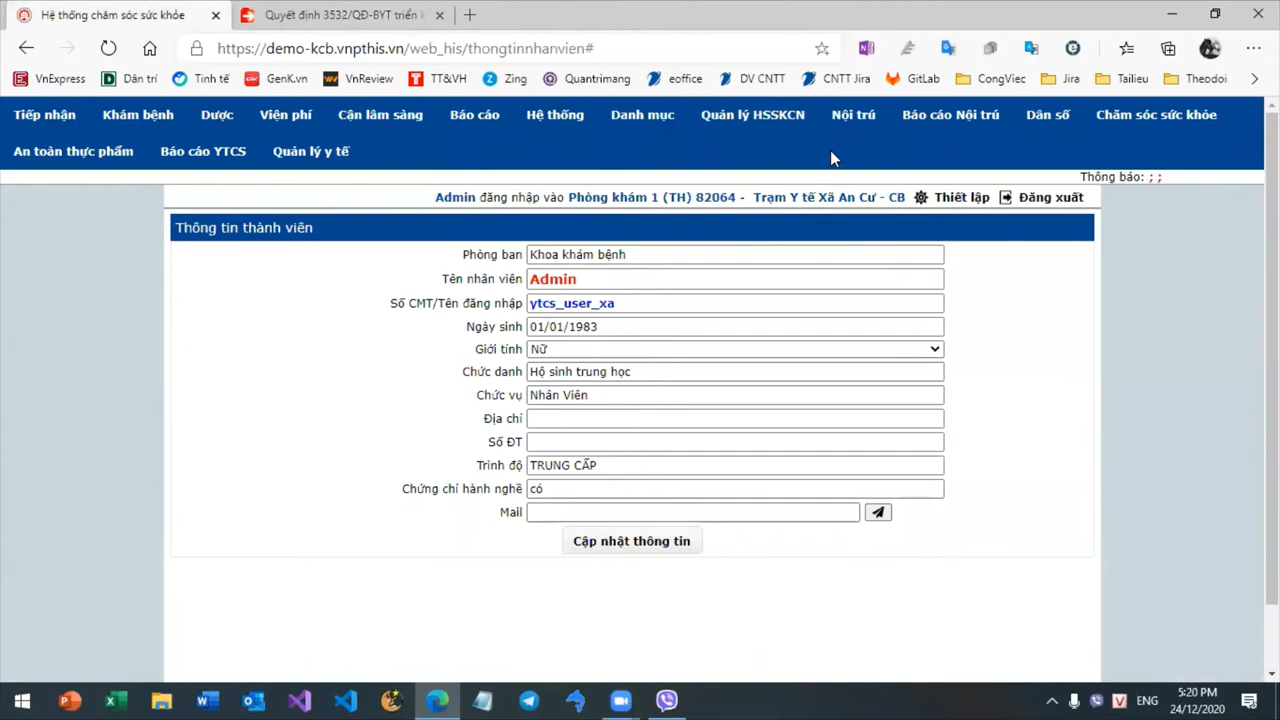 Hệ thống chăm sóc sức khỏe
Quyết định 3532/QĐ-BYT triển k
https://demo-kcb.vnpthis.vn/web_his/thongtinnhanvien#
VnExpress Dân trí Tinh tế GenK.vn VnReview TT&VH Zing Quantrimang eoffice DV CNTT CNTT Jira GitLab CongViec Jira Tailieu Theodoi
Tiếp nhận Khám bệnh Dược Viện phí Cận lâm sàng Báo cáo Hệ thống Danh mục Quản lý HSSKCN Nội trú Báo cáo Nội trú Dân số Chăm sóc sức khỏe
An toàn thực phẩm Báo cáo YTCS Quản lý y tế
Thông báo: ; ;
Admin đăng nhập vào Phòng khám 1 (TH) 82064 - Trạm Y tế Xã An Cư - CB Thiết lập Đăng xuất
Thông tin thành viên
Phòng ban Khoa khám bệnh
Tên nhân viên Admin
Số CMT/Tên đăng nhập ytcs_user_xa
Ngày sinh 01/01/1983
Giới tính Nữ
Chức danh Hộ sinh trung học
Chức vụ Nhân Viên
Địa chỉ
Số ĐT
Trình độ TRUNG CẤP
Chứng chỉ hành nghề có
Mail
Cập nhật thông tin
ENG
5:20 PM
24/12/2020